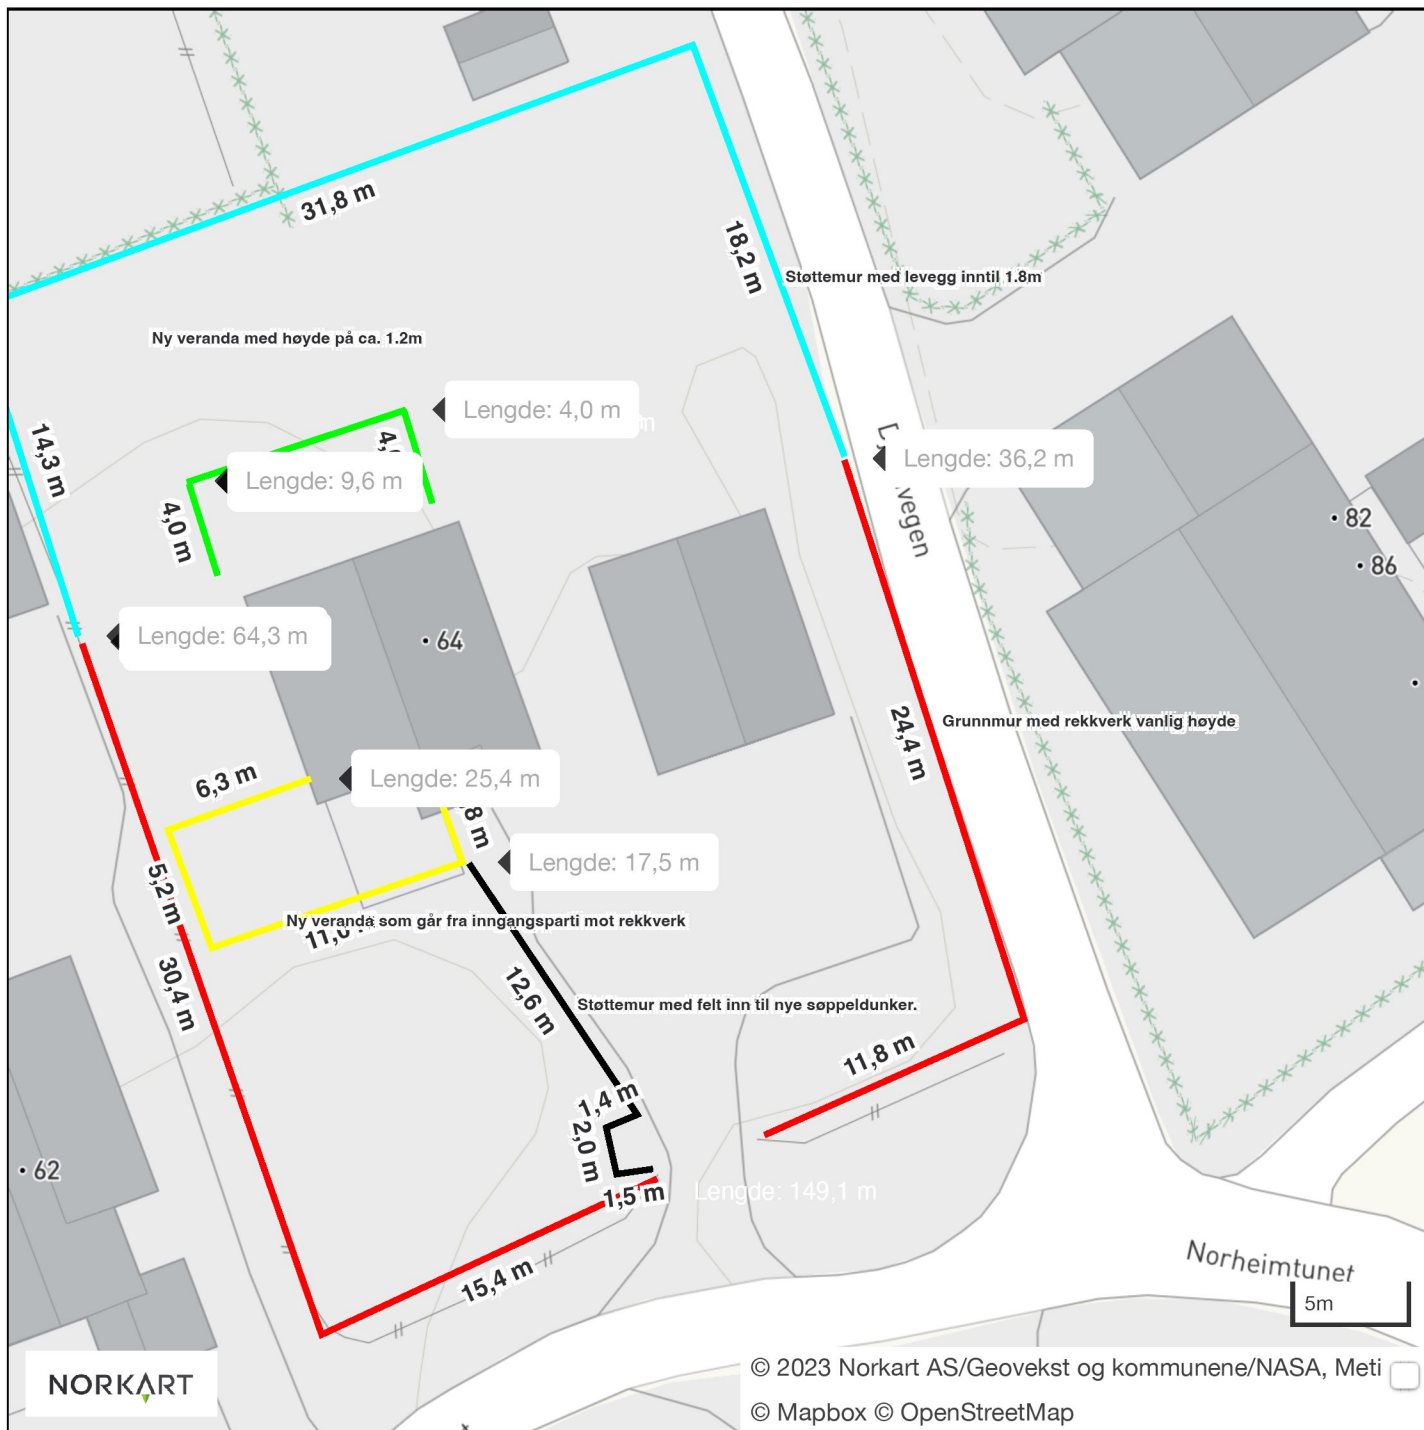 31,8 m
18,2 m
Støttemur med levegg inntil 1.8m
Ny veranda med høyde på ca. 1.2m
Lengde: 4,0 m
14,3 m
Lengde: 36,2 m
Lengde: 9,6 m
4,0 m
82
86
Lengde: 64,3 m
64
24,4 m
Grunnmur med rekkverk vanlig høyde
6,3 m
Lengde: 25,4 m
Lengde: 17,5 m
5,2 m
Ny veranda som går fra inngangsparti mot rekkverk
30,4 m
12,6 m
Støttemur med felt inn til nye søppeldunker.
11,8 m
1,4 m
2,0 m
62
1,5 m
Lengde: 149,1 m
15,4 m
Norheimtunet
5m
NORKART
© 2023 Norkart AS/Geovekst og kommunene/NASA, Meti
© Mapbox © OpenStreetMap